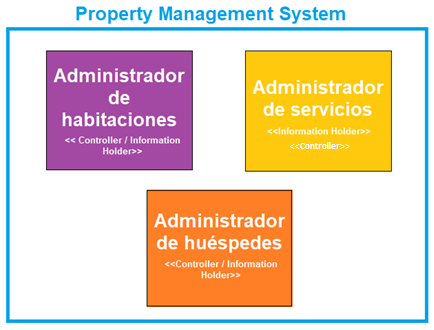 Property Management System
Administrador
de
habitaciones
<< Controller / Information
Holder>>
Administrador
de servicios
<<Information Holder>>
<<Controller>>
Administrador
de huéspedes
<<Controller / Information
Holder>>